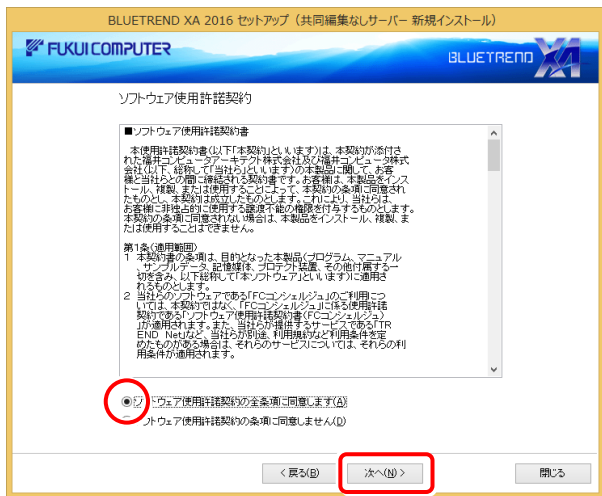 BLUETREND XA 2016 セットアップ（共同編集なしサーバー 新規インストール）
FUKUI COMPUTER
BLUETREND XA
ソフトウェア使用許諾契約
■ソフトウェア使用許諾契約書
本使用許諾契約書(以下「本契約」といいます)は、本契約が添付さ
れた福井コンピュータアーキテクト株式会社及び福井コンピュータ株式
会社(以下、総称して「当社ら」といいます)の本製品に関して、お客
様と当社らとの間に締結される契約書です。お客様は、本製品をインス
トール、複製、または使用することによって、本契約の条項に同意され
たものとし、本契約は成立したものとします。これにより、当社らは、
お客様に非独占的に使用する譲渡不能の権限を付与するものとします。
本契約の条項に同意されない場合は、本製品をインストール、複製、ま
たは使用することはできません。
第1条(適用範囲)
1 本契約書の条項は、目的となった本製品(プログラム、マニュアル
、サンプルデータ、記憶媒体、プロテクト装置、その他付属する一
切を含み、以下総称して「本ソフトウェア」といいます)に適用さ
れるものとします。
2 当社らのソフトウェアである「FCコンシェルジュ」のご利用につ
いては、本契約ではなく、「FCコンシェルジュ」に係る使用許諾
契約である「ソフトウェア使用許諾契約書(FCコンシェルジュ)
」が適用されます。また、当社らが提供するサービスである「TR
END Net」など、当社らが別途、利用規約など利用条件を定
めたものがある場合は、それらのサービスについては、それらの利
用条件が適用されます。
ソフトウェア使用許諾契約の全条項に同意します(A)
フトウェア使用許諾契約の条項に同意しません(D)
< 戻る(B)
次へ(N) >
閉じる